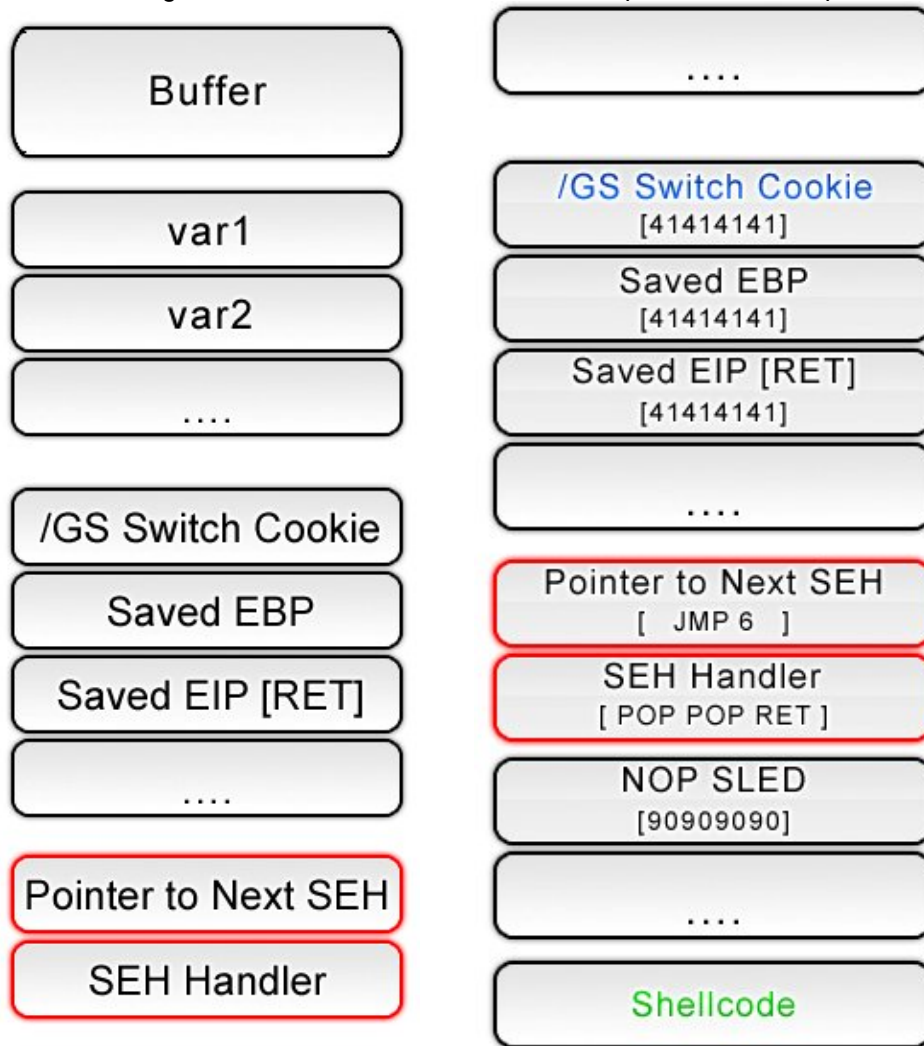 Buffer
var1
var2
....
/GS Switch Cookie
Saved EBP
Saved EIP [RET]
....
Pointer to Next SEH
SEH Handler
....
/GS Switch Cookie
[41414141]
Saved EBP
[41414141]
Saved EIP [RET]
[41414141]
....
Pointer to Next SEH
[ JMP 6 ]
SEH Handler
[ POP POP RET ]
NOP SLED
[90909090]
....
Shellcode